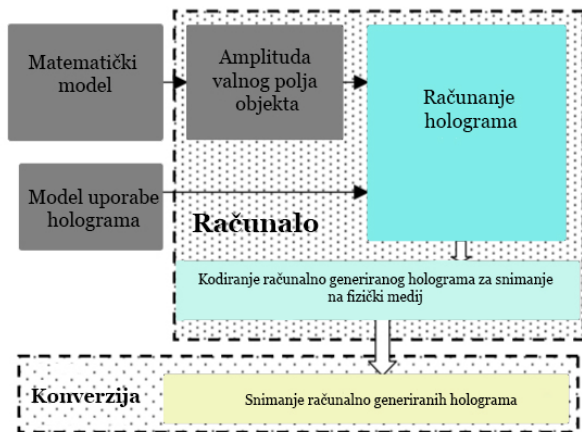 Matematički
model
Amplituda
valnog polja
objekta
Računanje
holograma
Model uporabe
holograma
Računalo
Kodiranje računalno generiranog holograma za snimanje
na fizički medij
Konverzija
Snimanje računalno generiranih holograma